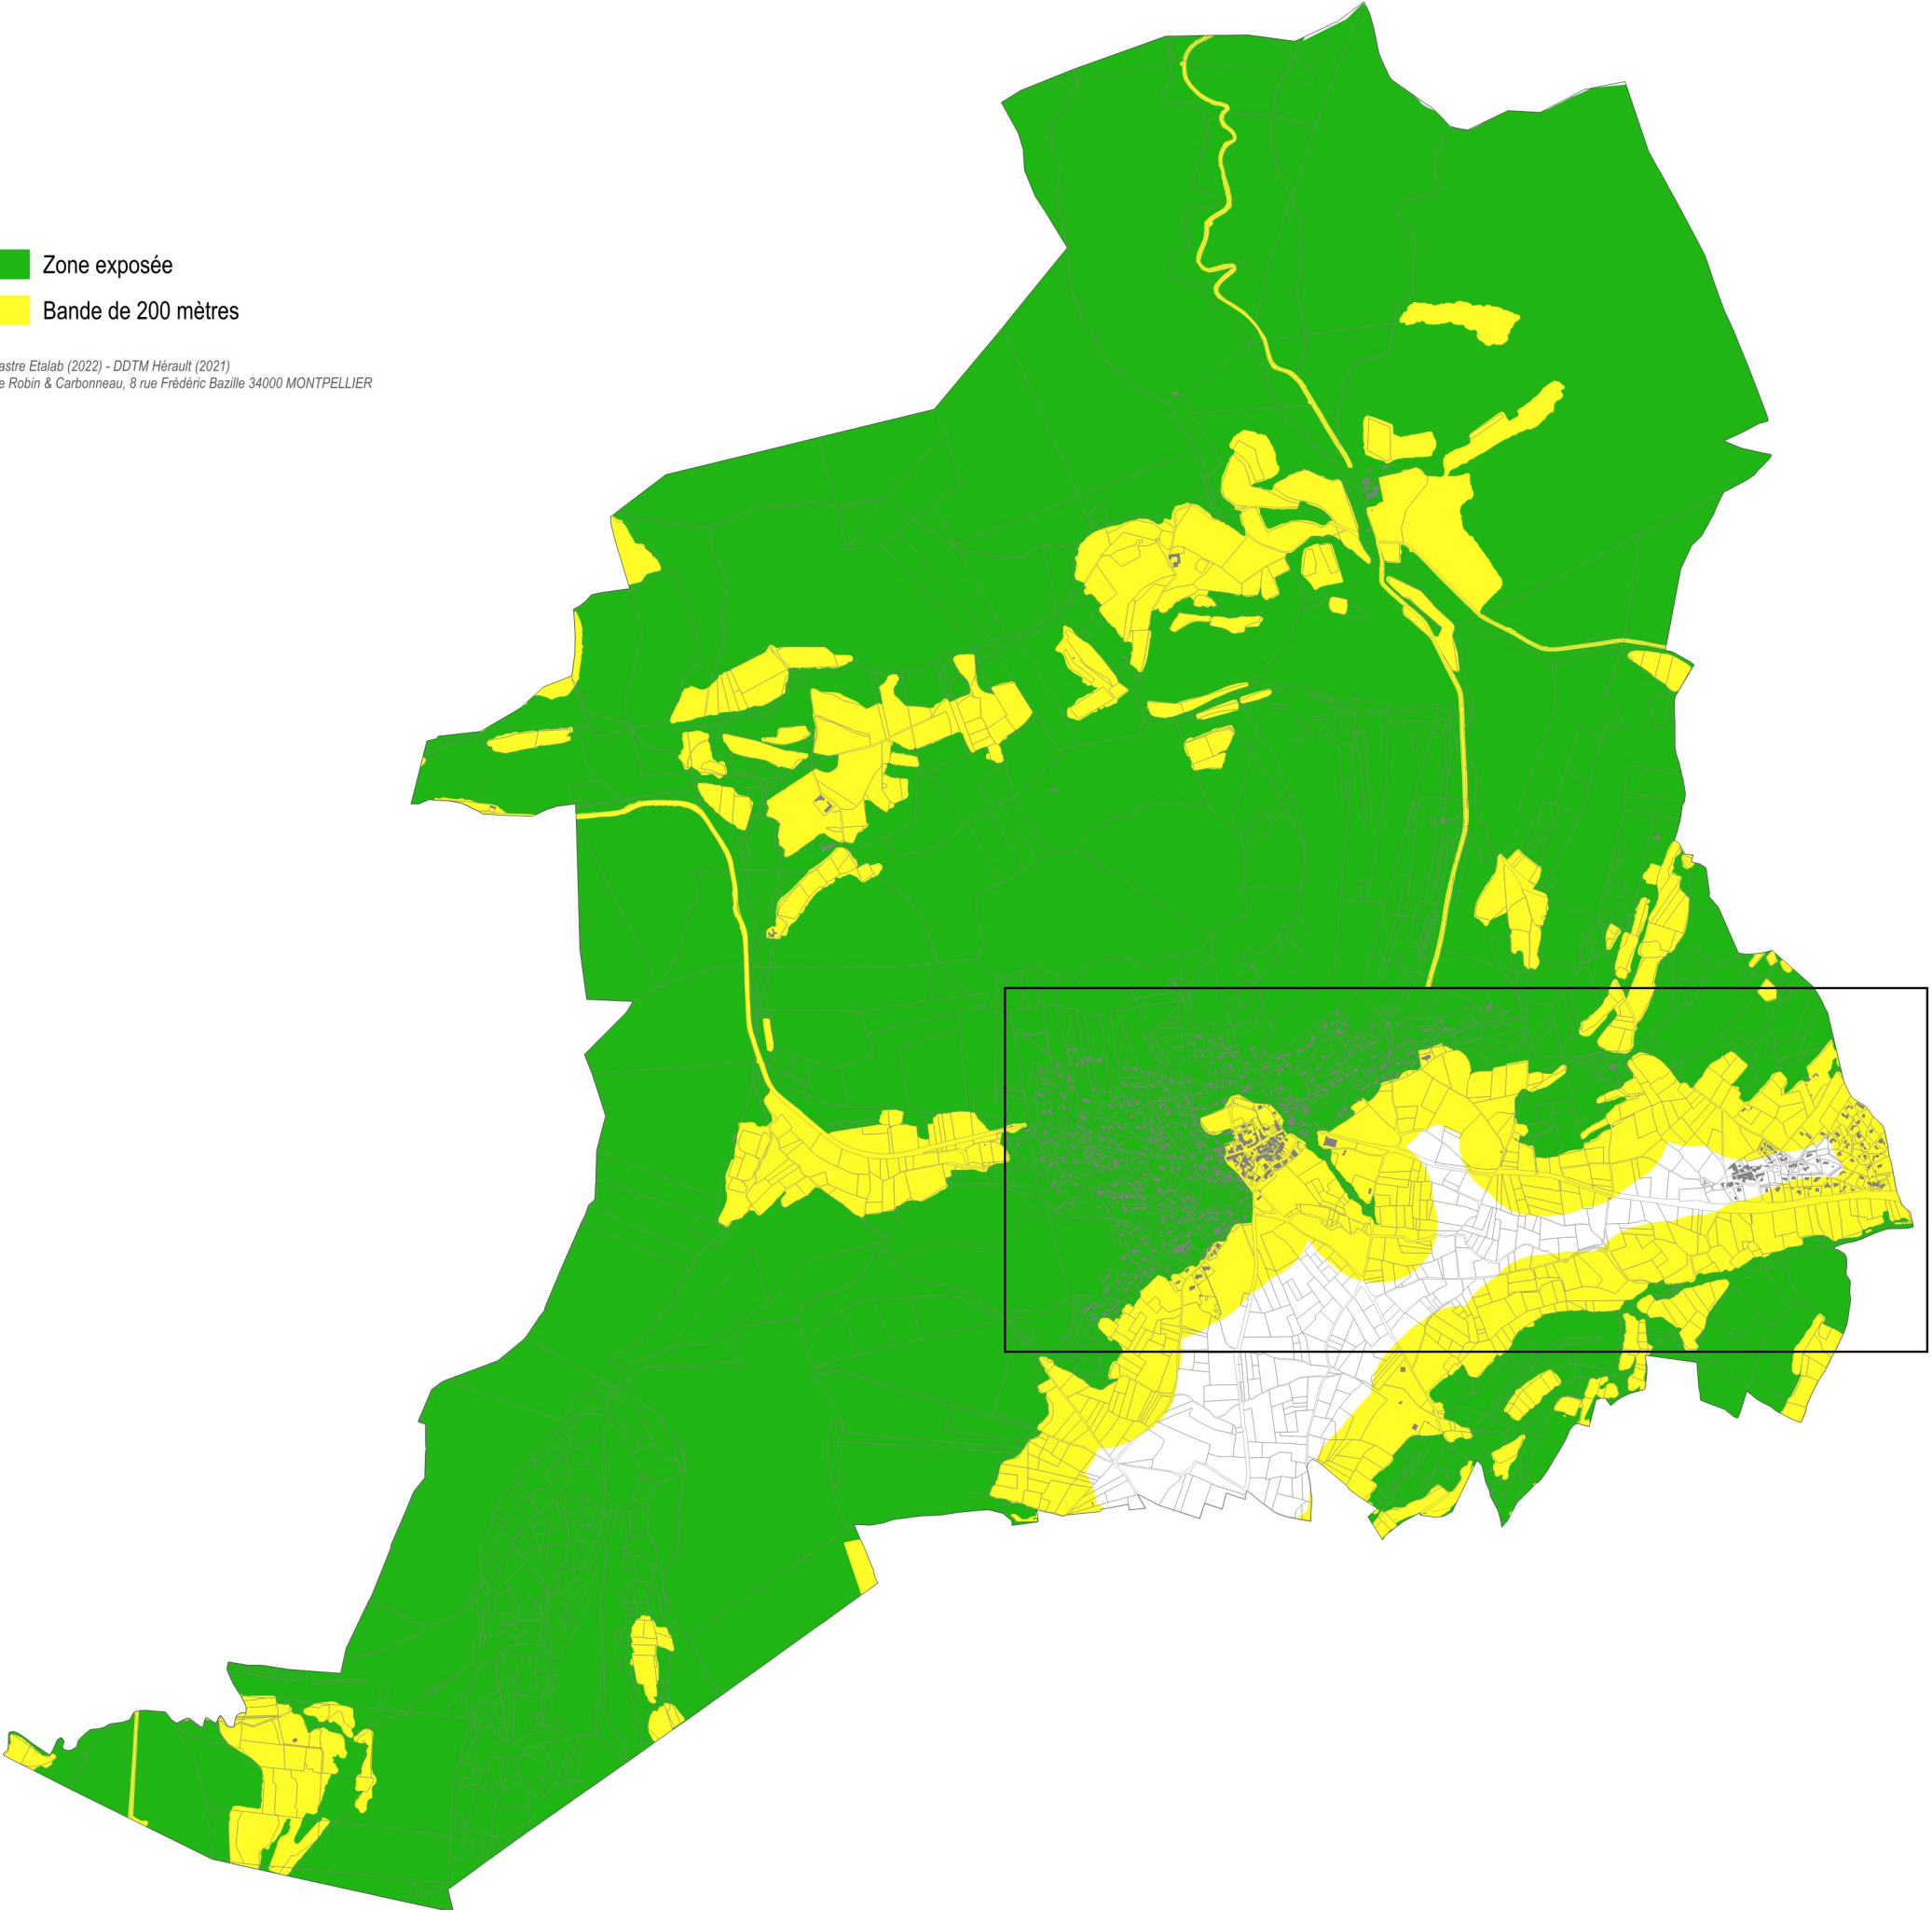 Zone exposée
Bande de 200 mètres
astre Etalab (2022) - DDTM Hérault (2021)
e Robin & Carbonneau, 8 rue Frédéric Bazille 34000 MONTPELLIER